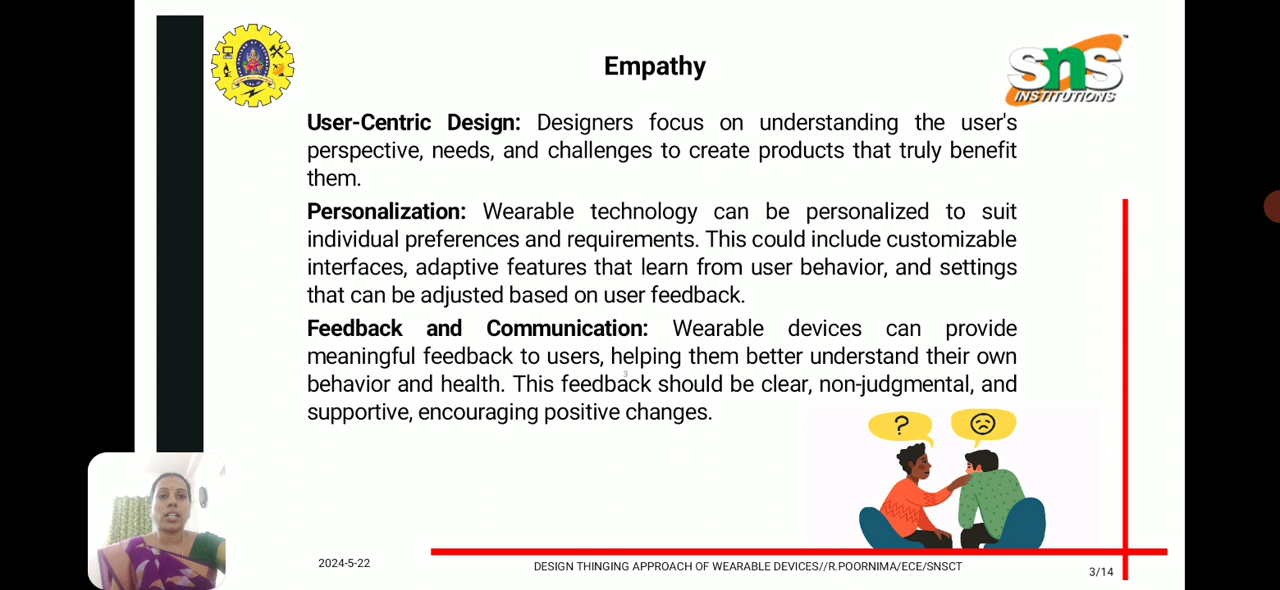 Empathy
SNS
INSTITUTIONS
™
User-Centric Design: Designers focus on understanding the user's
perspective, needs, and challenges to create products that truly benefit
them.
Personalization: Wearable technology can be personalized to suit
individual preferences and requirements. This could include customizable
interfaces, adaptive features that learn from user behavior, and settings
that can be adjusted based on user feedback.
Feedback and Communication: Wearable devices can provide
meaningful feedback to users, helping them better understand their own
3
behavior and health. This feedback should be clear, non-judgmental, and
supportive, encouraging positive changes.
?
2024-5-22
DESIGN THINGING APPROACH OF WEARABLE DEVICES//R.POORNIMA/ECE/SNSCT
3/14